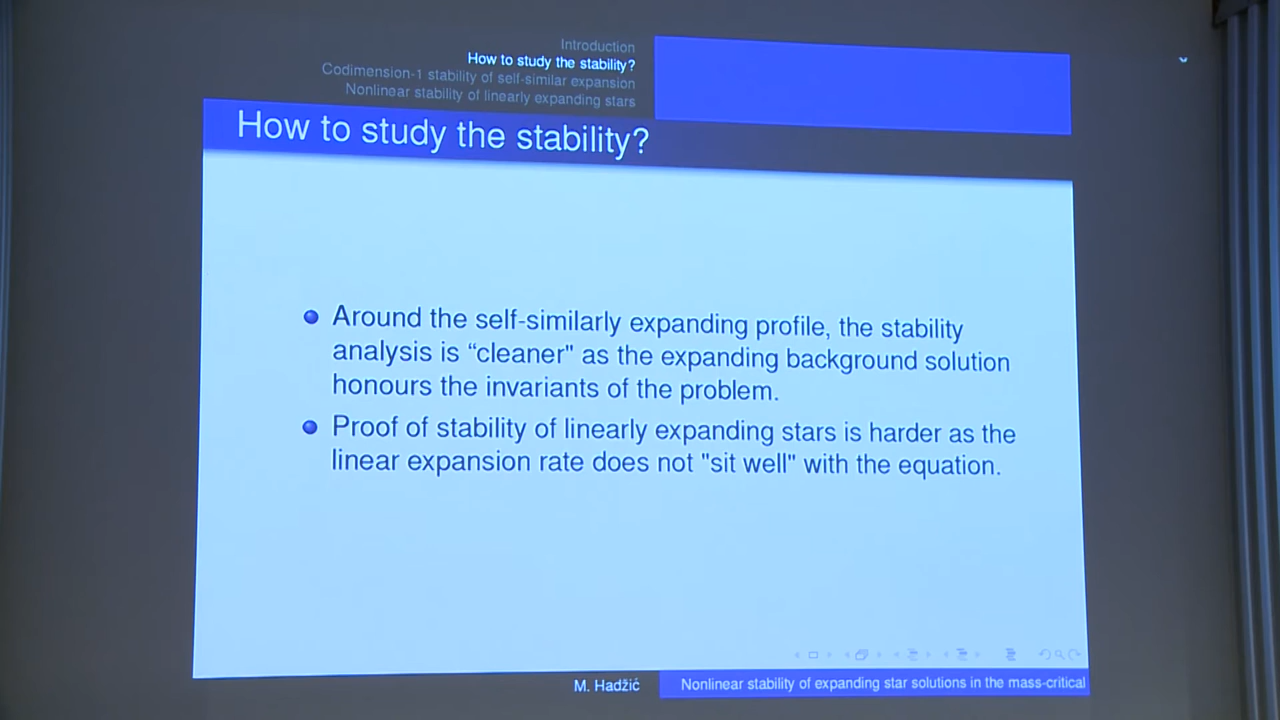 Introduction
How to study the stability?
Codimension-1 stability of self-similar expansion
Nonlinear stability of linearly expanding stars
How to study the stability?
Around the self-similarly expanding profile, the stability
analysis is “cleaner" as the expanding background solution
honours the invariants of the problem.
Proof of stability of linearly expanding stars is harder as the
linear expansion rate does not "sit well" with the equation.
M. Hadžić
Nonlinear stability of expanding star solutions in the mass-critical